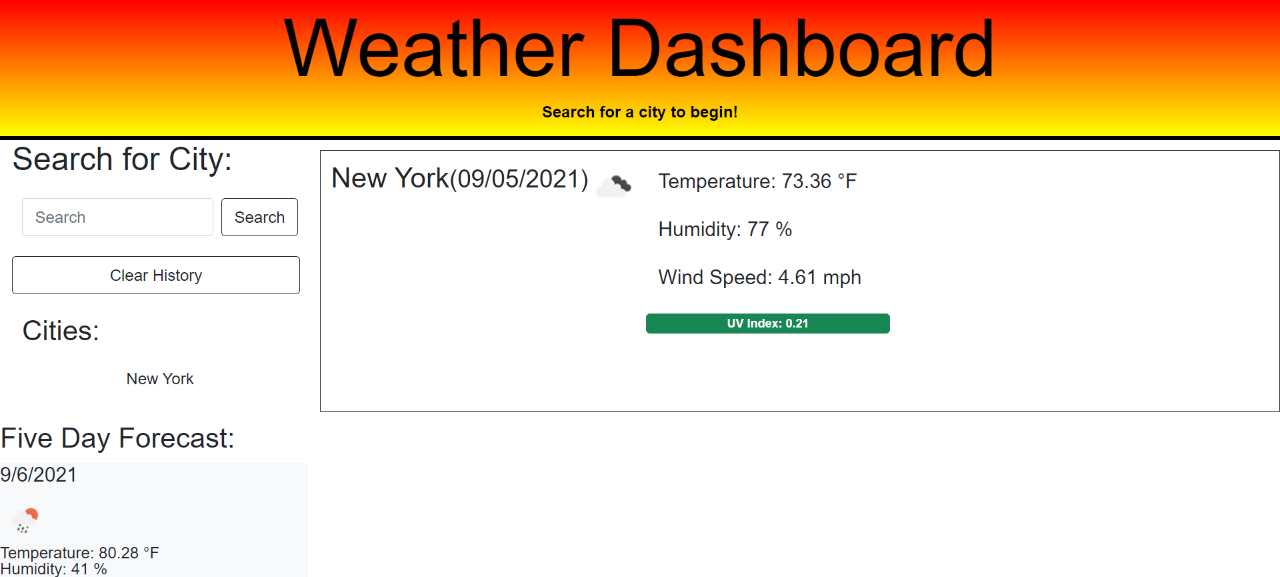 Weather Dashboard
Search for a city to begin!
Search for City:
Search
Search
Clear History
Cities:
New York
New York(09/05/2021)
Temperature: 73.36 °F
Humidity: 77 %
Wind Speed: 4.61 mph
UV Index: 0.21
Five Day Forecast:
9/6/2021
Temperature: 80.28 °F
Humidity: 41 %